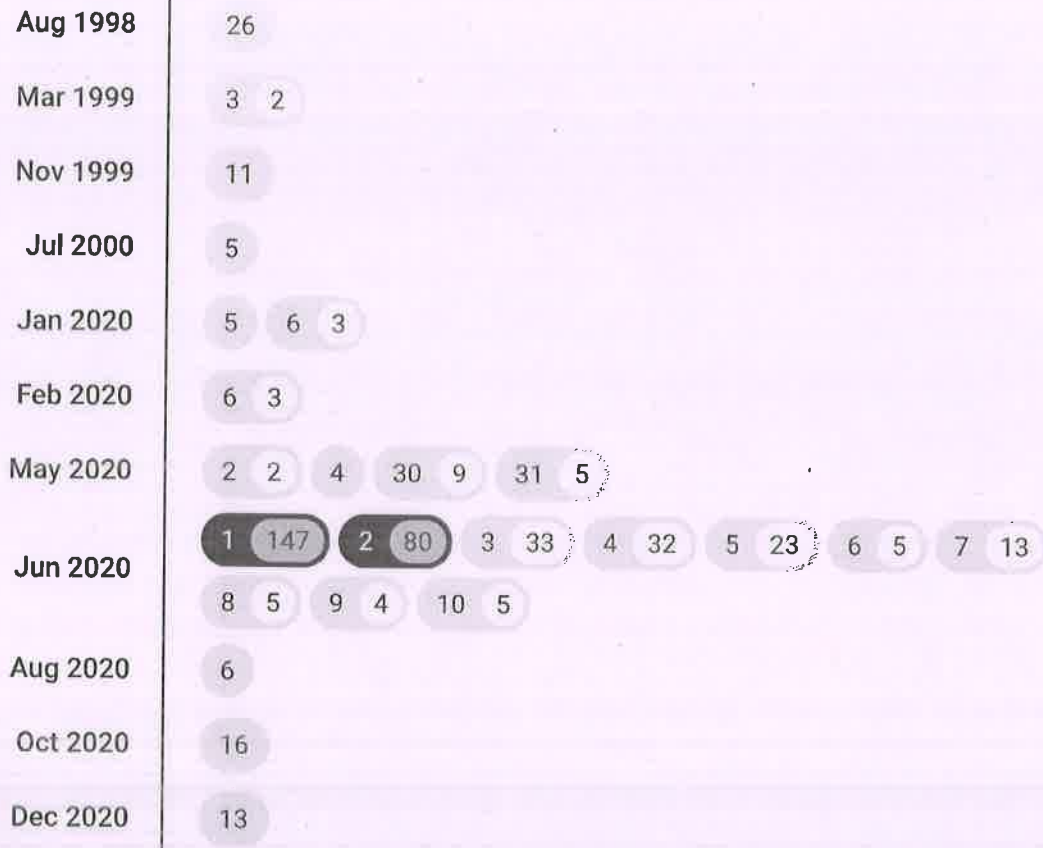 Aug 1998 26
Mar 1999 3 2
Nov 1999 11
Jul 2000 5
Jan 2020 5 6 3
Feb 2020 6 3
May 2020 2 2 4 30 9 31 5
Jun 2020 1 147 2 80 3 33 4 32 5 23 6 5 7 13
8 5 9 4 10 5
Aug 2020 6
Oct 2020 16
Dec 2020 13